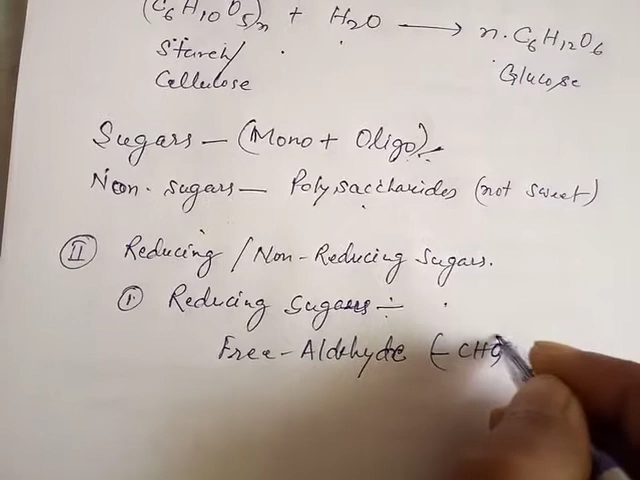 (C6H10O5)n + H2O → n.C6H12O6
Starch/ Glucose
Cellulose
Sugars - (Mono + Oligo)
Non-sugars - Polysaccharides (not sweet)
II Reducing / Non-Reducing Sugars.
① Reducing Sugars ÷
Free - Aldehyde (-CHO